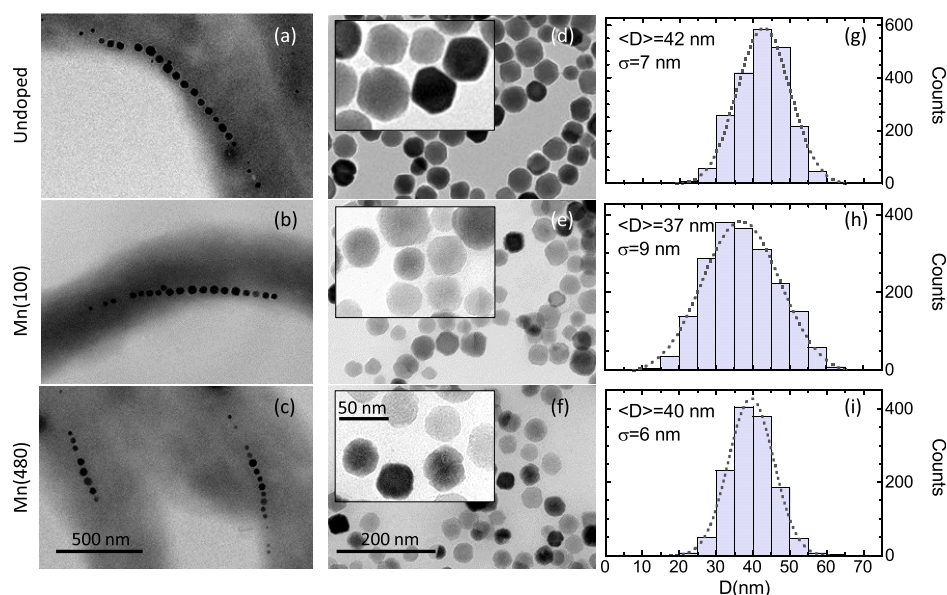 Undoped
(a)
(d)
<D>=42 nm
σ=7 nm
(g)
600
400
200
0
Counts
Mn(100)
(b)
(e)
<D>=37 nm
σ=9 nm
(h)
400
200
0
Counts
Mn(480)
(c)
500 nm
50 nm
(f)
200 nm
<D>=40 nm
σ=6 nm
(i)
400
200
0
Counts
0 10 20 30 40 50 60 70
D(nm)